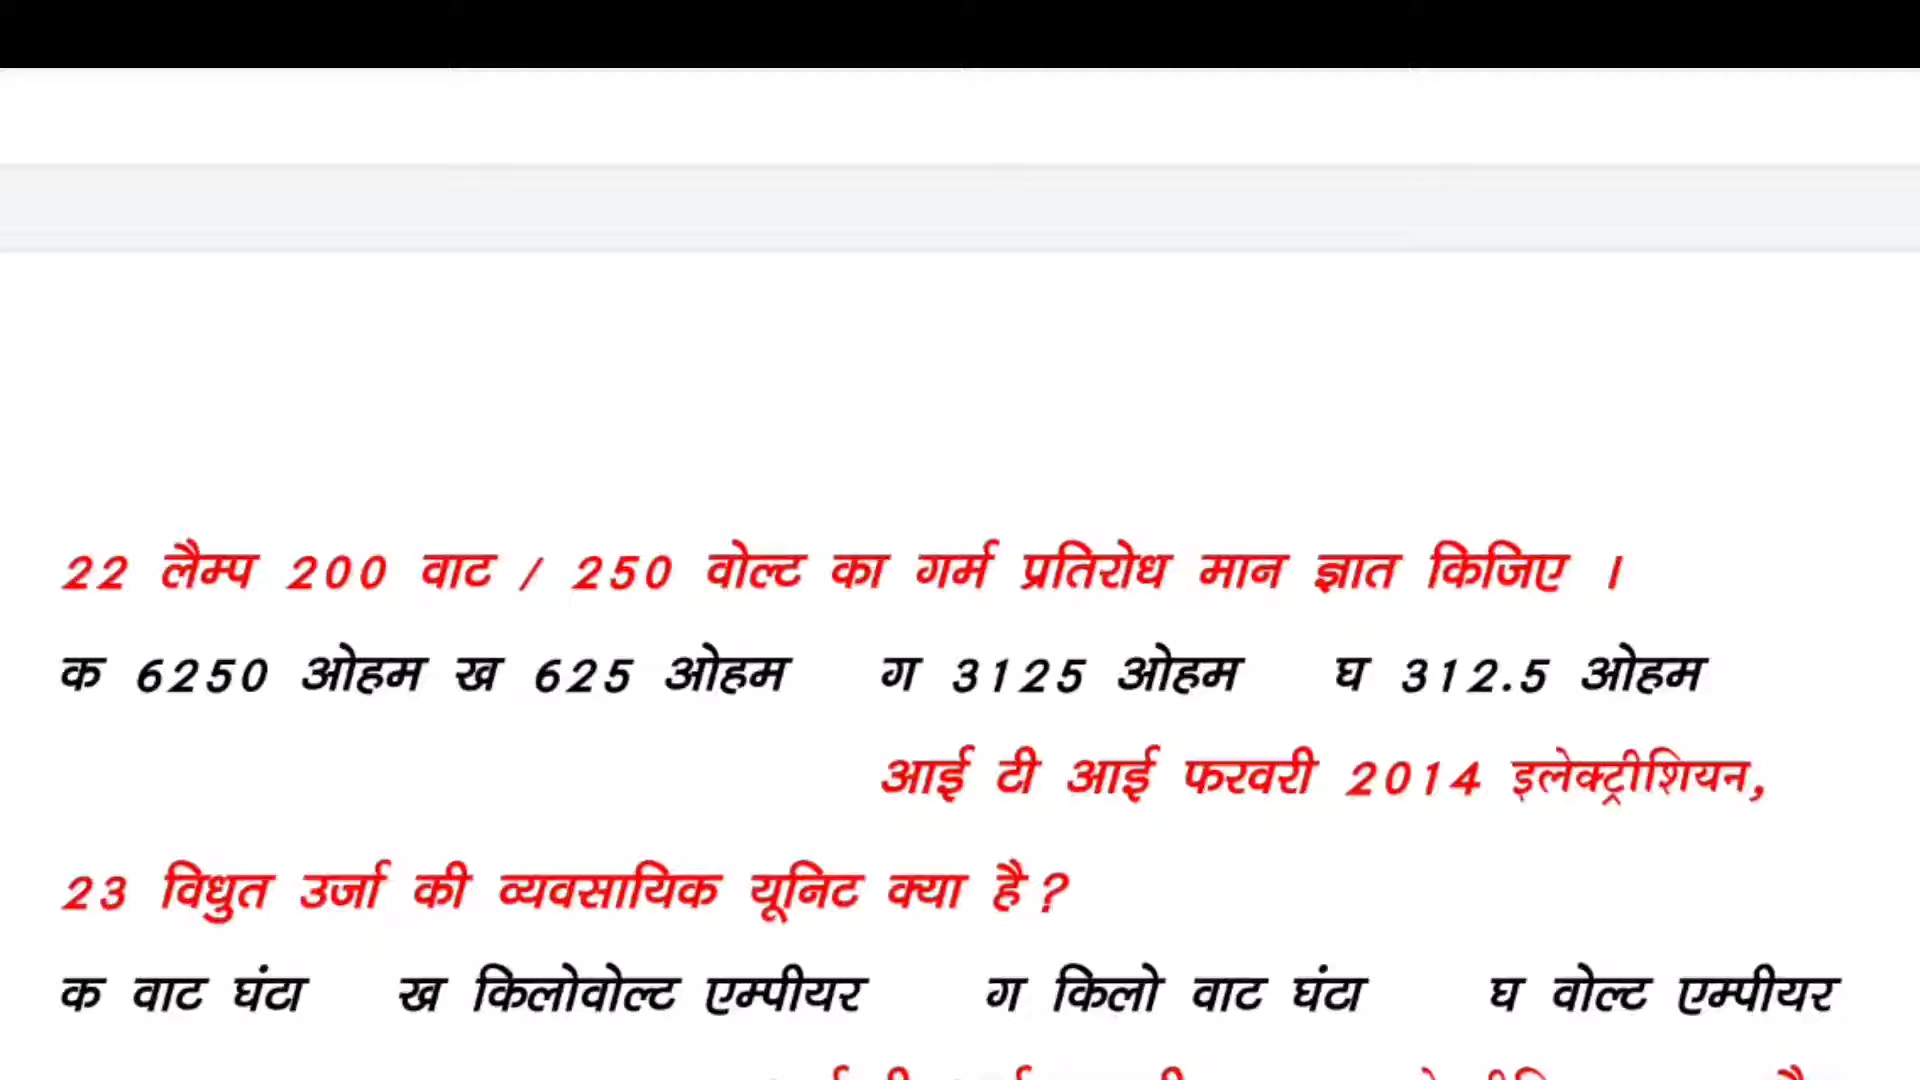 22 लैम्प 200 वाट / 250 वोल्ट का गर्म प्रतिरोध मान ज्ञात किजिए ।
क 6250 ओहम ख 625 ओहम ग 3125 ओहम घ 312.5 ओहम
आई टी आई फरवरी 2014 इलेक्ट्रीशियन,
23 विधुत उर्जा की व्यवसायिक यूनिट क्या है?
क वाट घंटा ख किलोवोल्ट एम्पीयर ग किलो वाट घंटा घ वोल्ट एम्पीयर